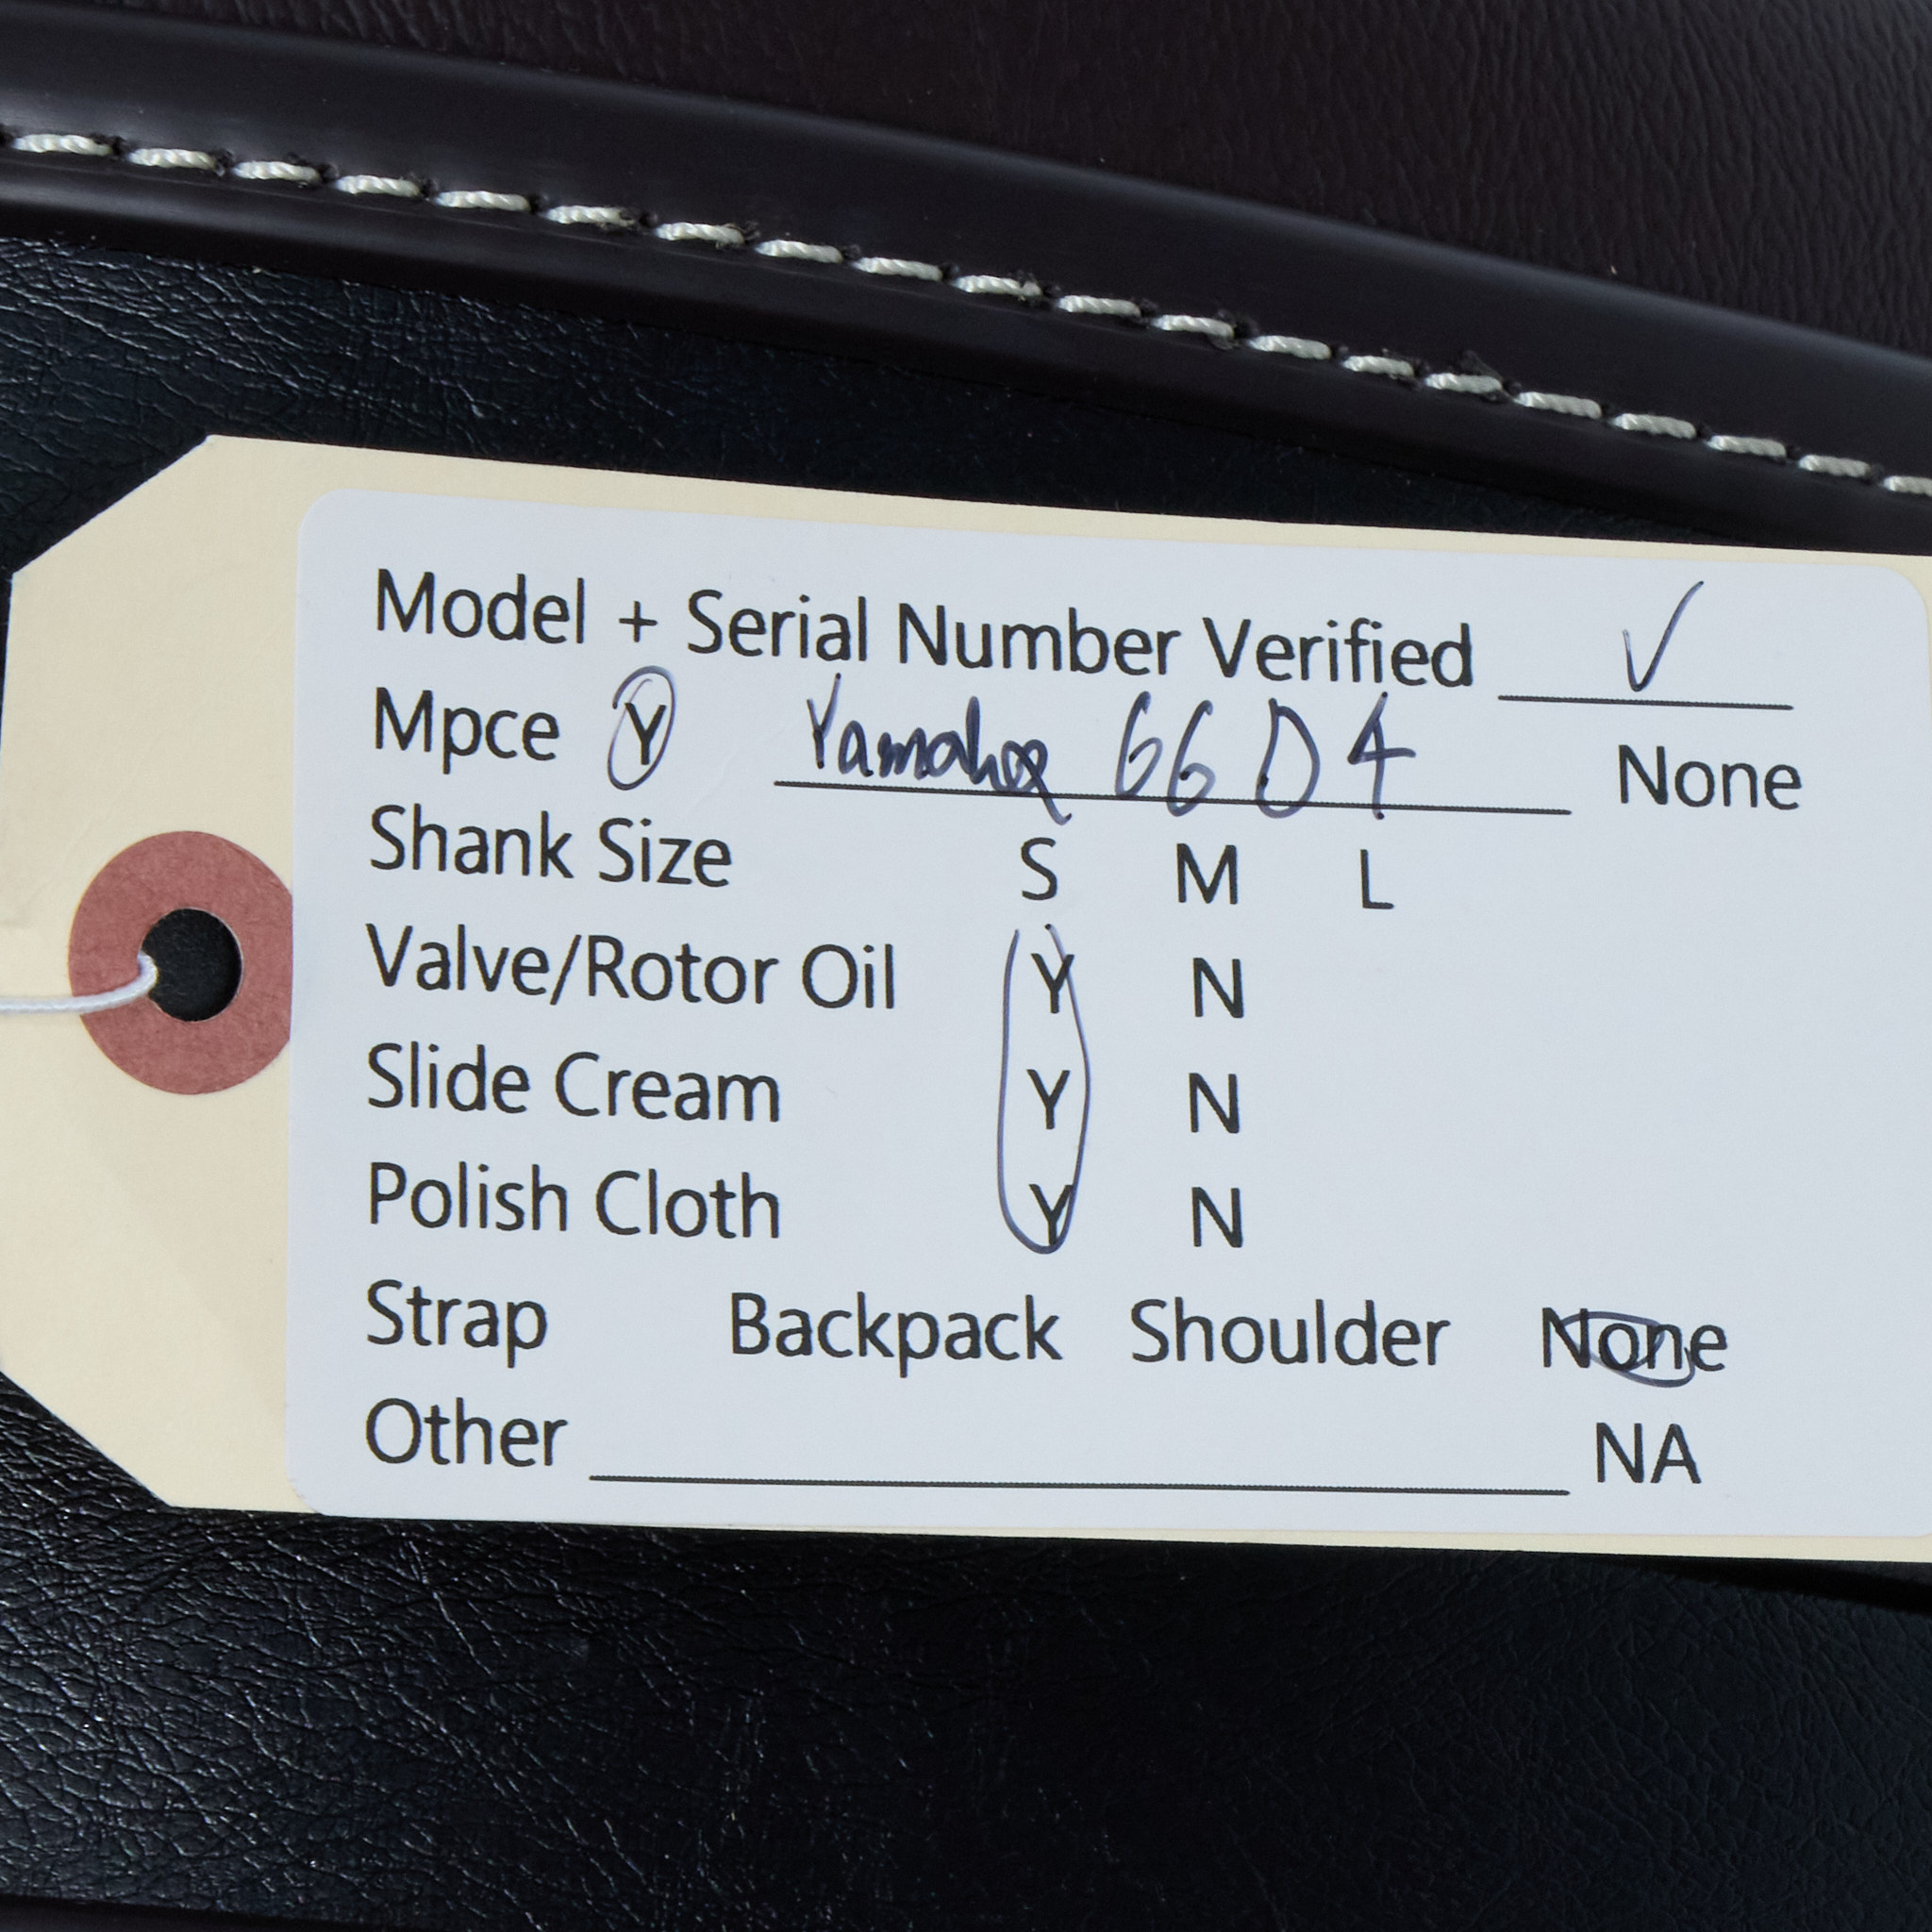 Model + Serial Number Verified ✓
Mpce Y Yamaha 66D4 None
Shank Size S M L
Valve/Rotor Oil Y N
Slide Cream Y N
Polish Cloth Y N
Strap Backpack Shoulder None
Other NA